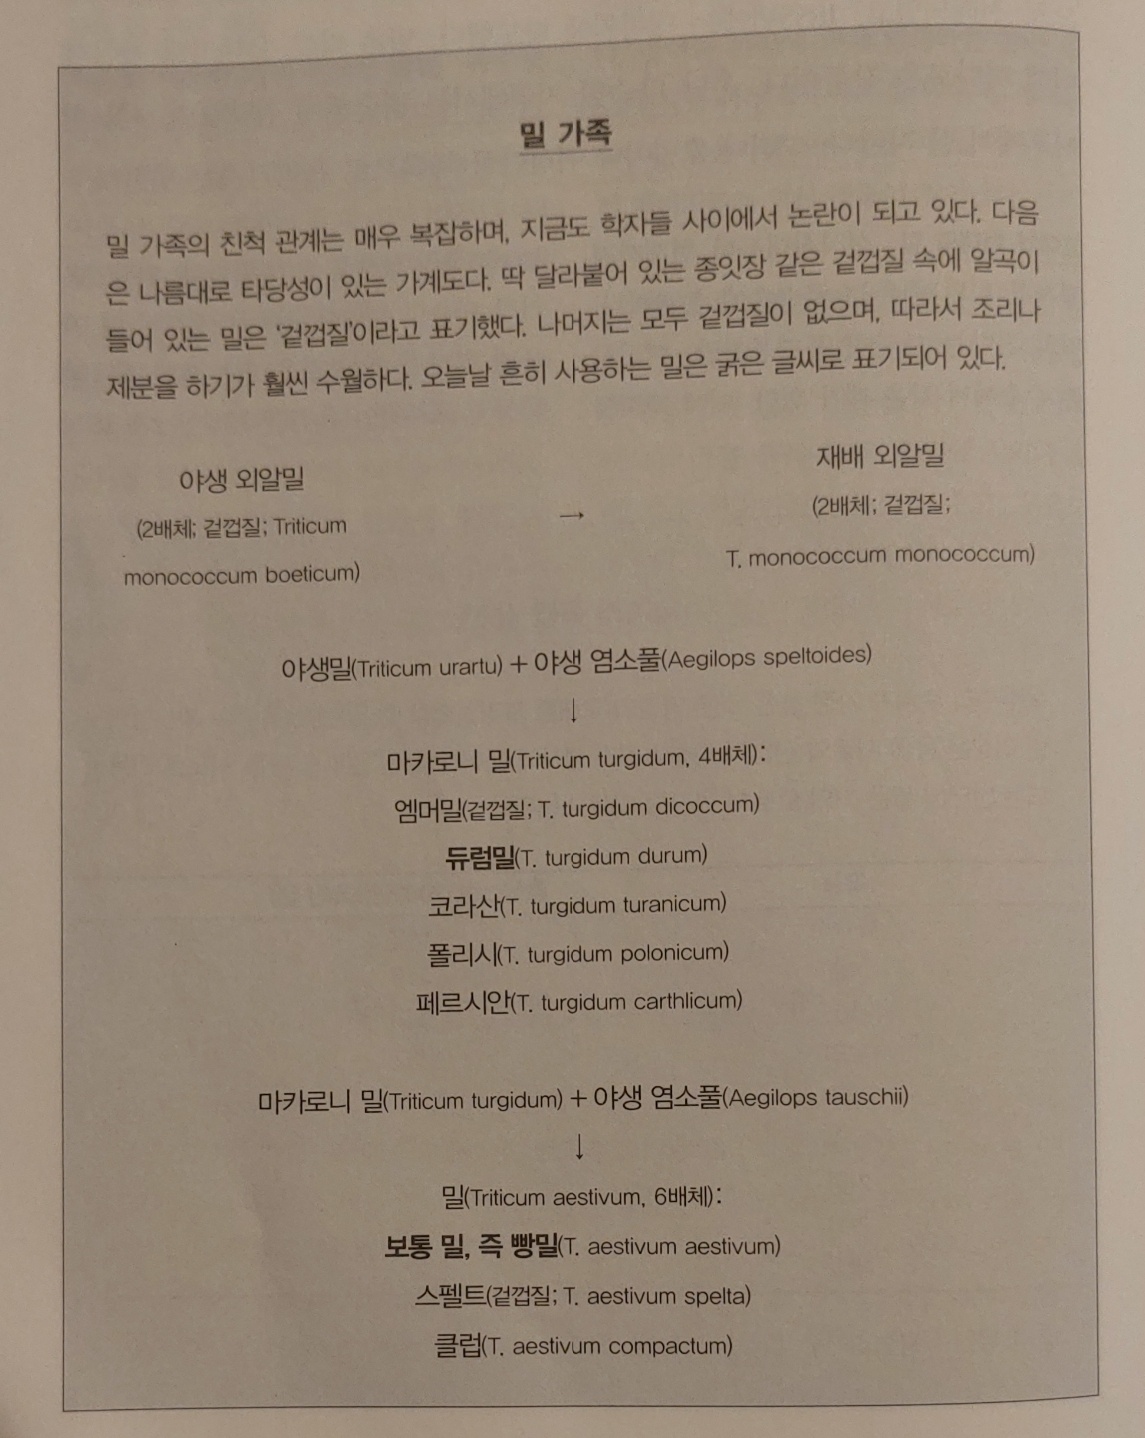 밀 가족
밀 가족의 친척 관계는 매우 복잡하며, 지금도 학자들 사이에서 논란이 되고 있다. 다음
은 나름대로 타당성이 있는 가계도다. 딱 달라붙어 있는 종잇장 같은 겉껍질 속에 알곡이
들어 있는 밀은 '겉껍질'이라고 표기했다. 나머지는 모두 겉껍질이 없으며, 따라서 조리나
제분을 하기가 훨씬 수월하다. 오늘날 흔히 사용하는 밀은 굵은 글씨로 표기되어 있다.
야생 외알밀
(2배체; 겉껍질; Triticum
monococcum boeticum)
→
재배 외알밀
(2배체; 겉껍질;
T. monococcum monococcum)
야생밀(Triticum urartu) + 야생 염소풀(Aegilops speltoides)
↓
마카로니 밀(Triticum turgidum, 4배체):
엠머밀(겉껍질; T. turgidum dicoccum)
듀럼밀(T. turgidum durum)
코라산(T. turgidum turanicum)
폴리시(T. turgidum polonicum)
페르시안(T. turgidum carthlicum)
마카로니 밀(Triticum turgidum) + 야생 염소풀(Aegilops tauschii)
↓
밀(Triticum aestivum, 6배체):
보통 밀, 즉 빵밀(T. aestivum aestivum)
스펠트(겉껍질; T. aestivum spelta)
클럽(T. aestivum compactum)